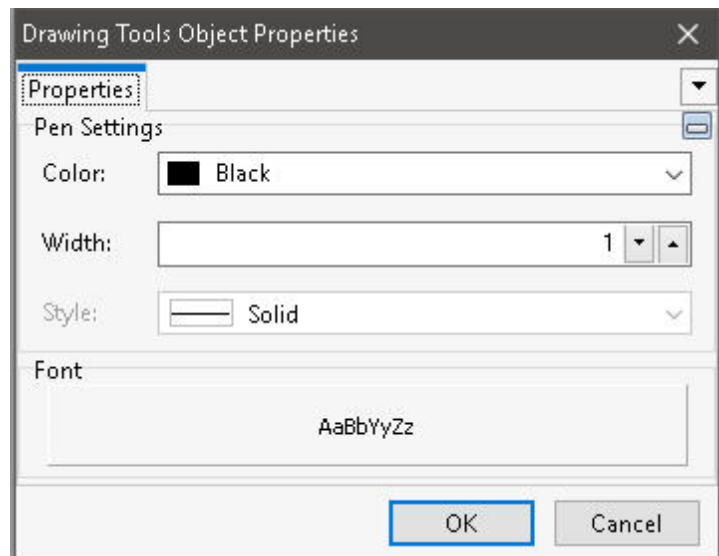 Drawing Tools Object Properties
Properties
Pen Settings
Color: Black
Width: 1
Style: Solid
Font
AaBbYyZz
OK Cancel